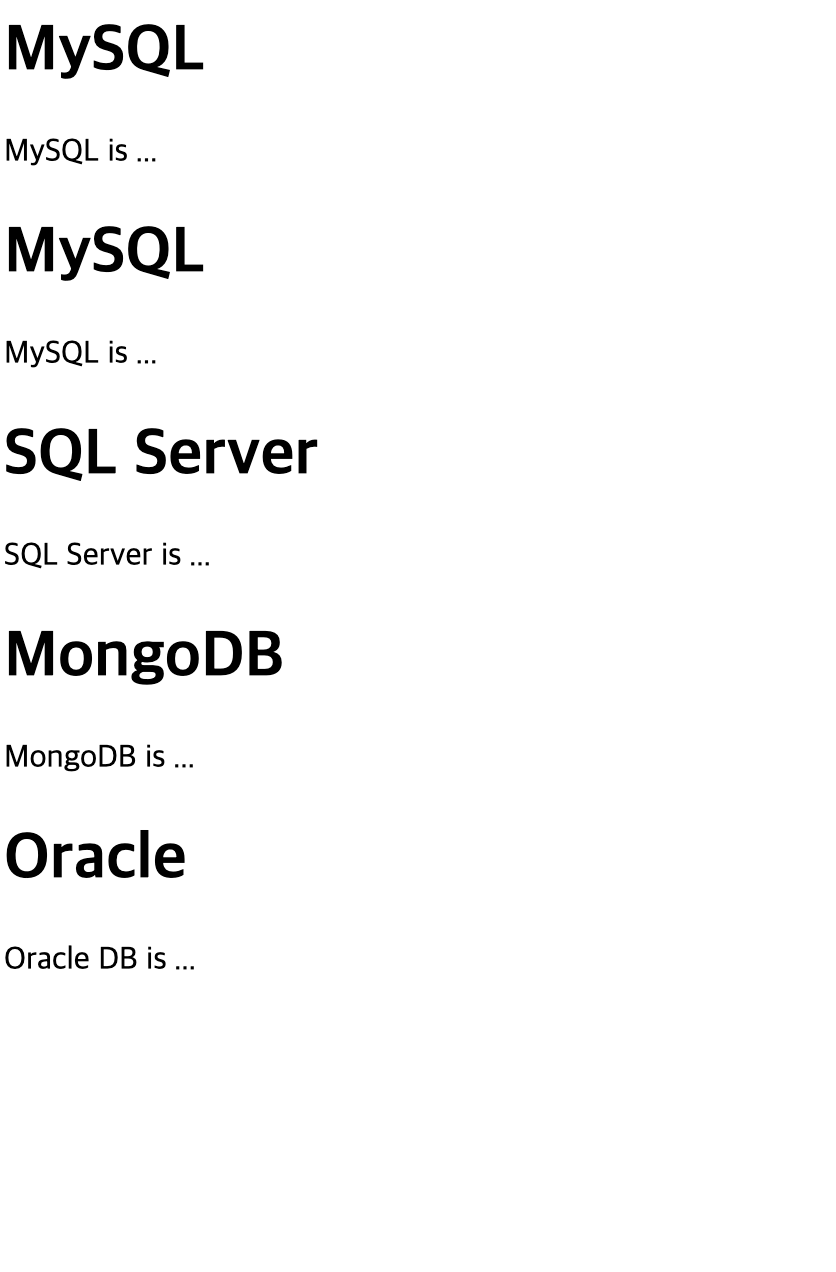 MySQL
MySQL is ...
MySQL
MySQL is ...
SQL Server
SQL Server is ...
MongoDB
MongoDB is ...
Oracle
Oracle DB is ...